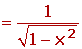 = 1/√(1 - x²)